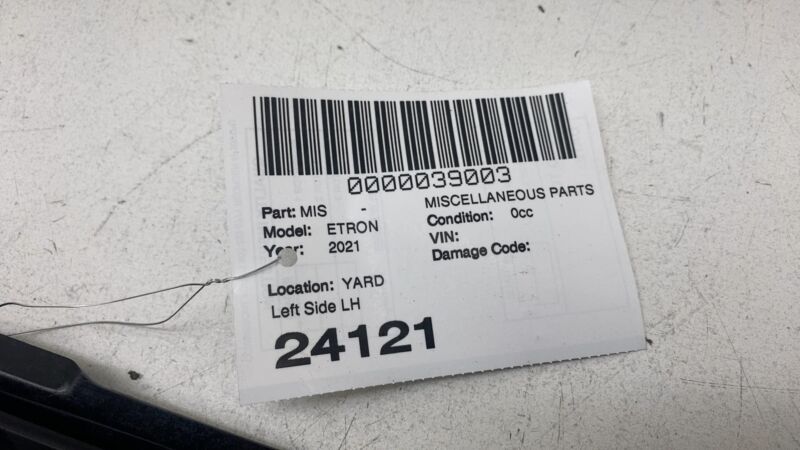 0000039003
Part: MIS - MISCELLANEOUS PARTS
Model: ETRON Condition: 0cc
Year: 2021 VIN:
Damage Code:
Location: YARD
Left Side LH
24121